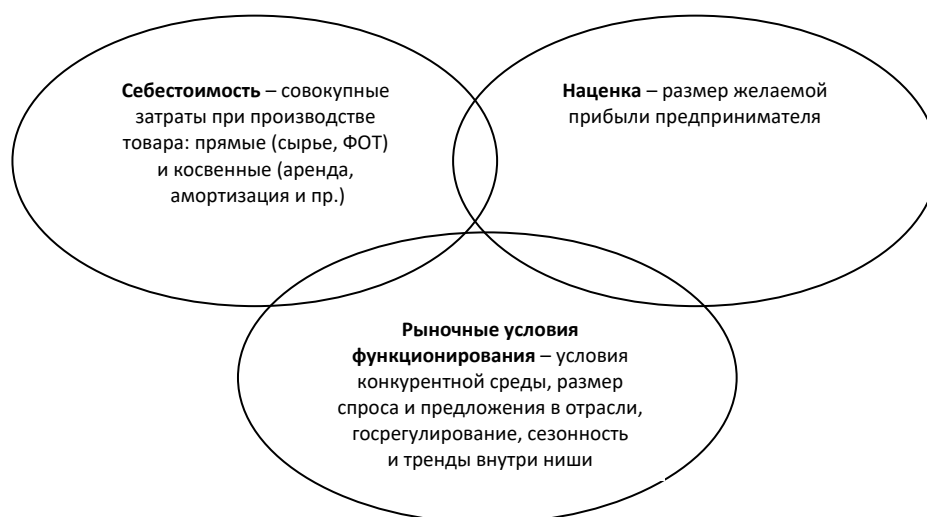 Себестоимость – совокупные
затраты при производстве
товара: прямые (сырье, ФОТ)
и косвенные (аренда,
амортизация и пр.)
Наценка – размер желаемой
прибыли предпринимателя
Рыночные условия
функционирования – условия
конкурентной среды, размер
спроса и предложения в отрасли,
госрегулирование, сезонность
и тренды внутри ниши